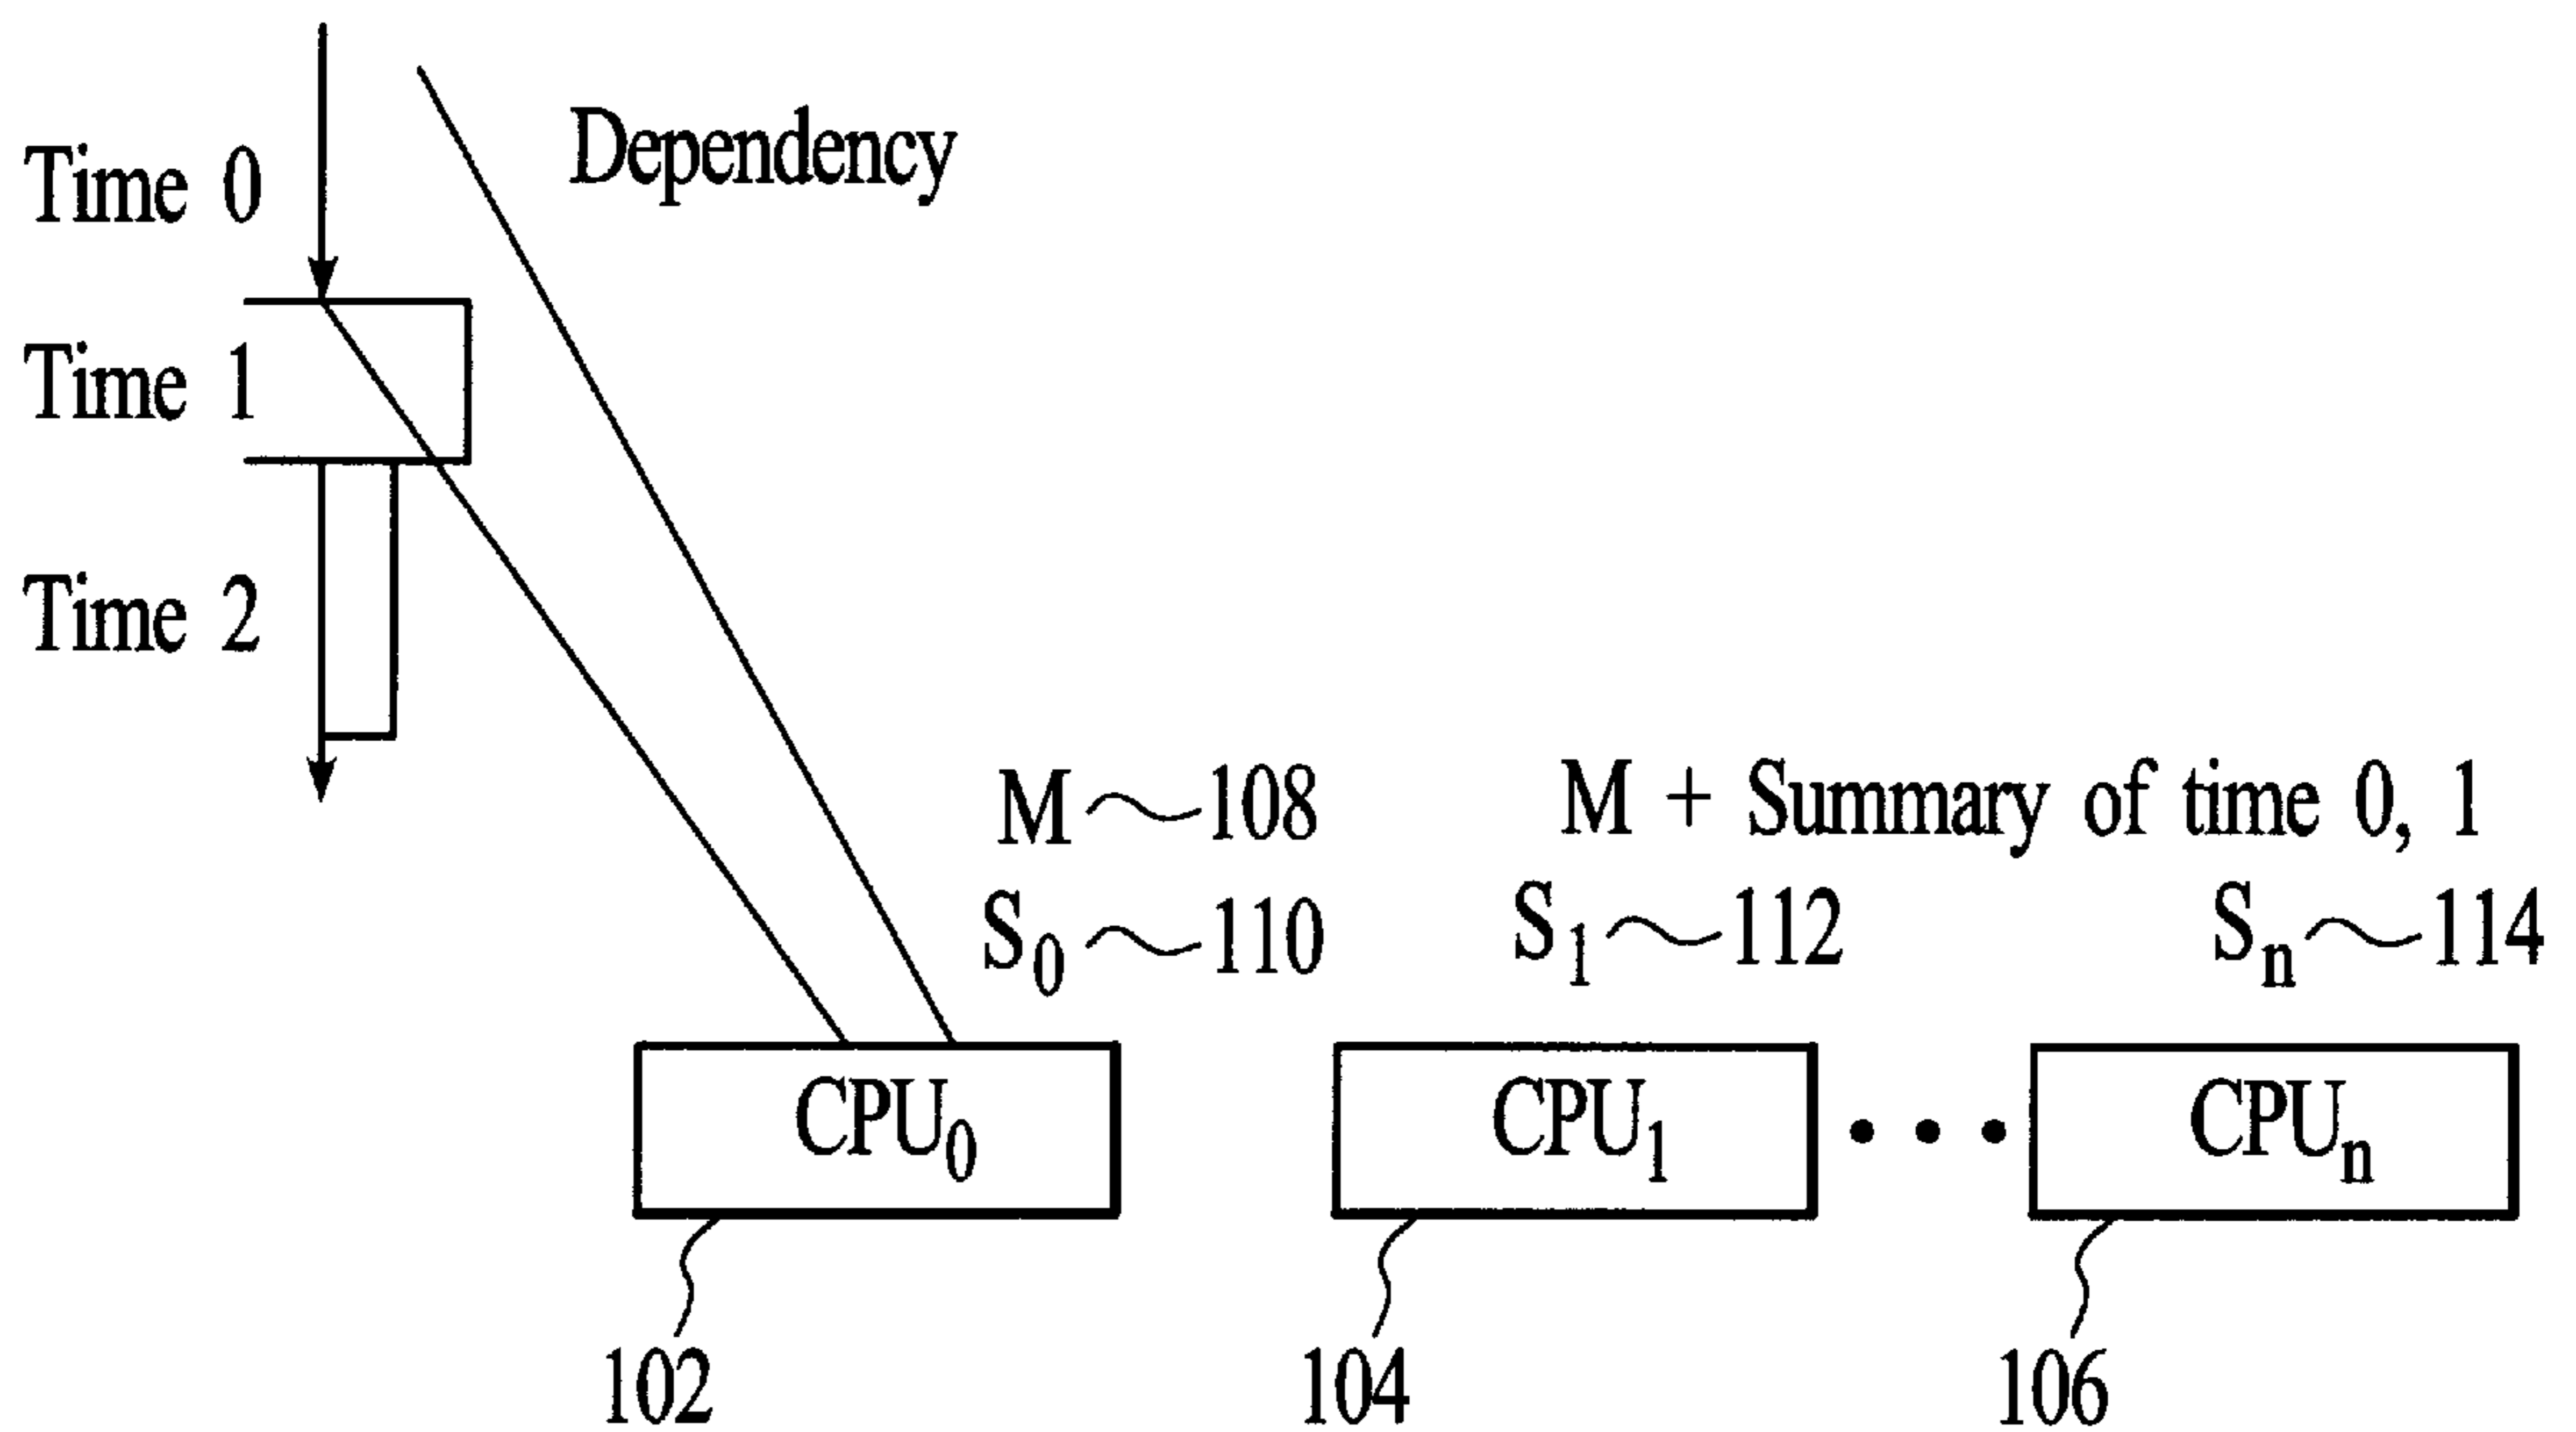 Dependency
Time 0
Time 1
Time 2
M 108
M + Summary of time 0, 1
S0 110
S1 112
Sn 114
CPU0
CPU1
CPUn
102
104
106